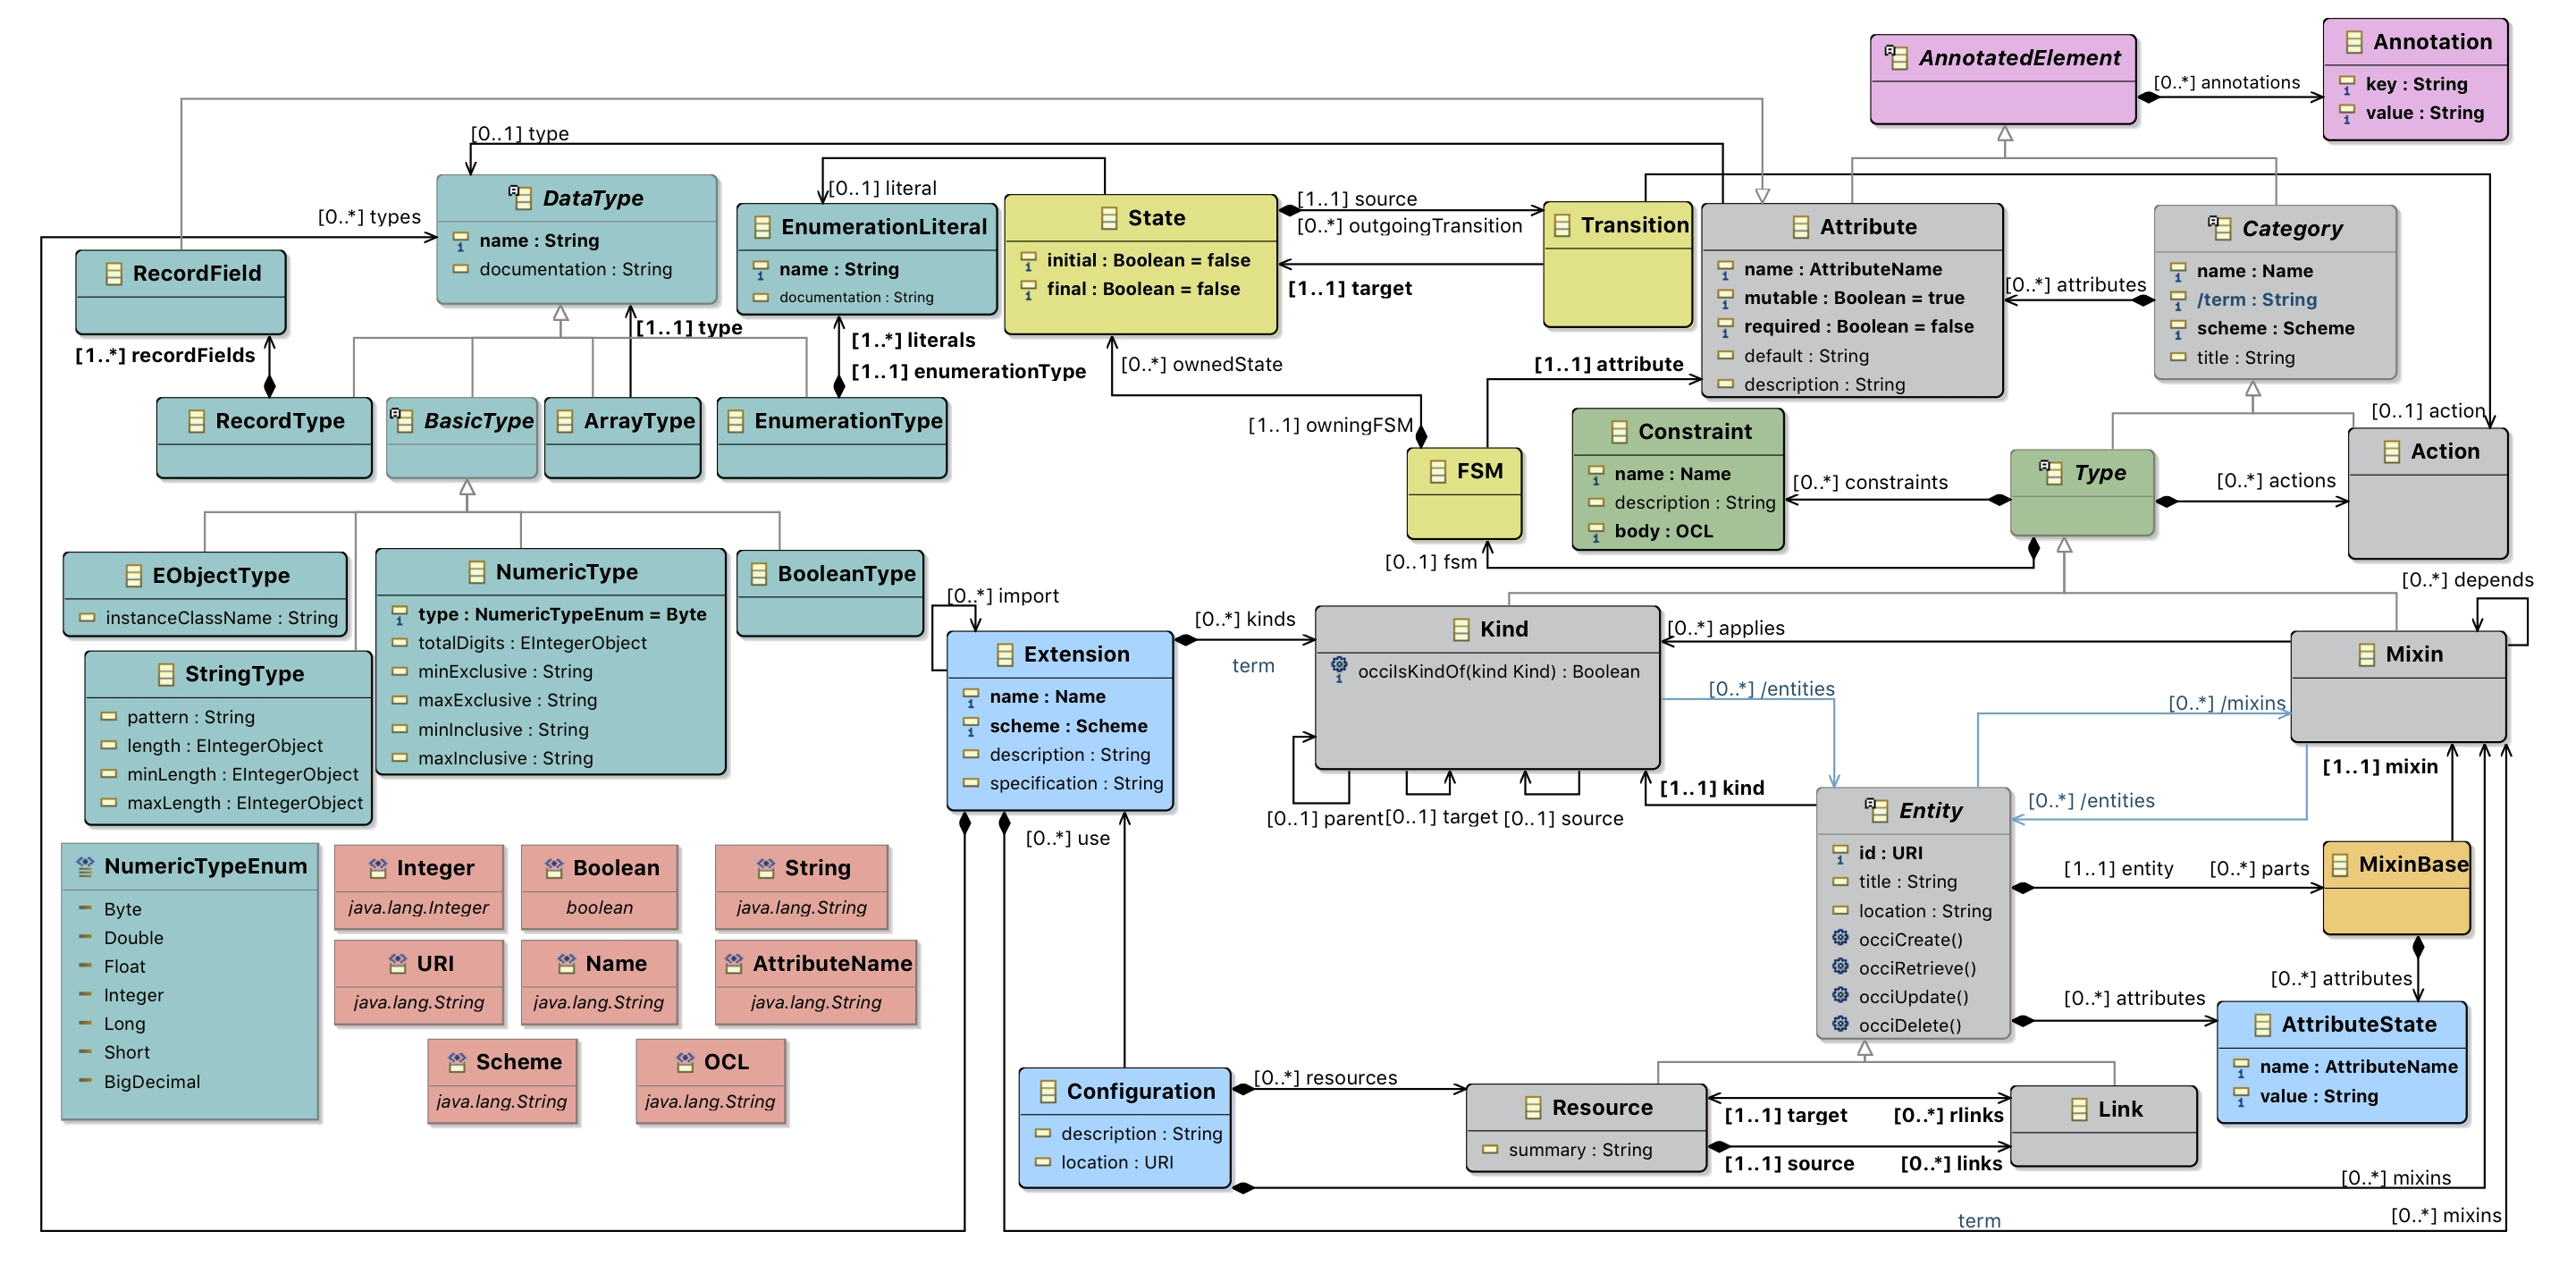 AnnotatedElement
[0..*] annotations
Annotation
key : String
value : String
[0..1] type
[0..*] types
DataType
name : String
documentation : String
[0..1] literal
EnumerationLiteral
name : String
documentation : String
State
initial : Boolean = false
final : Boolean = false
[1..1] source
[0..*] outgoingTransition
[1..1] target
Transition
Attribute
name : AttributeName
mutable : Boolean = true
required : Boolean = false
default : String
description : String
[0..*] attributes
Category
name : Name
/term : String
scheme : Scheme
title : String
RecordField
[1..*] recordFields
[1..1] type
[1..*] literals
[1..1] enumerationType
[0..*] ownedState
[1..1] attribute
[1..1] owningFSM
[0..1] action
RecordType
BasicType
ArrayType
EnumerationType
FSM
[0..1] fsm
Constraint
name : Name
description : String
body : OCL
[0..*] constraints
Type
[0..*] actions
Action
EObjectType
instanceClassName : String
NumericType
type : NumericTypeEnum = Byte
totalDigits : EIntegerObject
minExclusive : String
maxExclusive : String
minInclusive : String
maxInclusive : String
BooleanType
StringType
pattern : String
length : EIntegerObject
minLength : EIntegerObject
maxLength : EIntegerObject
[0..*] import
Extension
name : Name
scheme : Scheme
description : String
specification : String
[0..*] kinds
term
Kind
occiIsKindOf(kind Kind) : Boolean
[0..*] applies
[0..*] depends
Mixin
[0..*] /entities
[0..*] /mixins
[0..1] parent
[0..1] target
[0..1] source
[1..1] kind
[1..1] mixin
[0..*] /entities
[0..*] use
Entity
id : URI
title : String
location : String
occiCreate()
occiRetrieve()
occiUpdate()
occiDelete()
[1..1] entity
[0..*] parts
MixinBase
[0..*] attributes
[0..*] attributes
AttributeState
name : AttributeName
value : String
NumericTypeEnum
Byte
Double
Float
Integer
Long
Short
BigDecimal
Integer
java.lang.Integer
Boolean
boolean
String
java.lang.String
URI
java.lang.String
Name
java.lang.String
AttributeName
java.lang.String
Scheme
java.lang.String
OCL
java.lang.String
Configuration
description : String
location : URI
[0..*] resources
Resource
summary : String
[1..1] target
[0..*] rlinks
[1..1] source
[0..*] links
Link
[0..*] mixins
term
[0..*] mixins